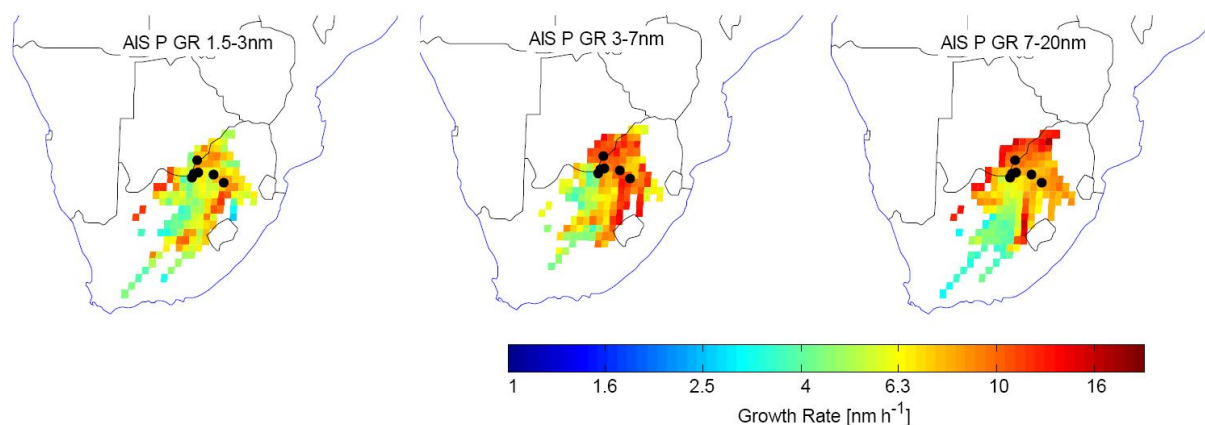 AIS P GR 1.5-3nm
AIS P GR 3-7nm
AIS P GR 7-20nm
1 1.6 2.5 4 6.3 10 16
Growth Rate [nm h⁻¹]